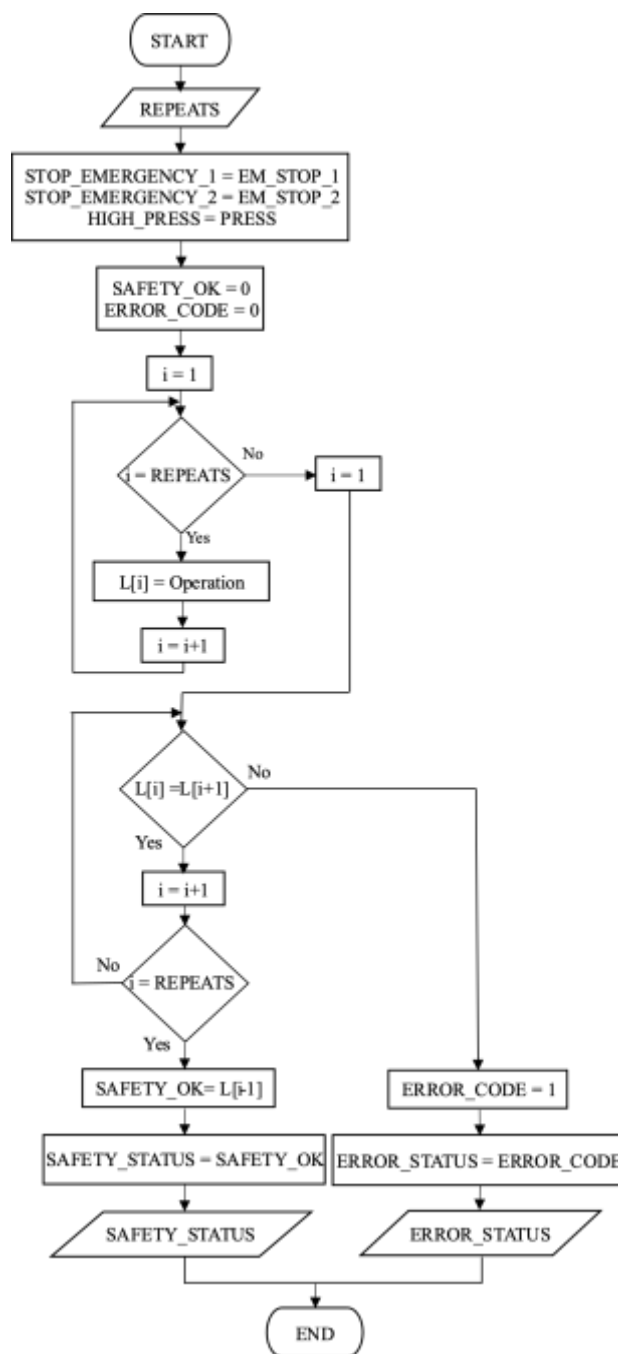 START
REPEATS
STOP_EMERGENCY_1 = EM_STOP_1
STOP_EMERGENCY_2 = EM_STOP_2
HIGH_PRESS = PRESS
SAFETY_OK = 0
ERROR_CODE = 0
i = 1
i = REPEATS
No
i = 1
Yes
L[i] = Operation
i = i+1
L[i] =L[i+1]
No
Yes
i = i+1
No
i = REPEATS
Yes
SAFETY_OK= L[i-1]
ERROR_CODE = 1
SAFETY_STATUS = SAFETY_OK
ERROR_STATUS = ERROR_CODE
SAFETY_STATUS
ERROR_STATUS
END